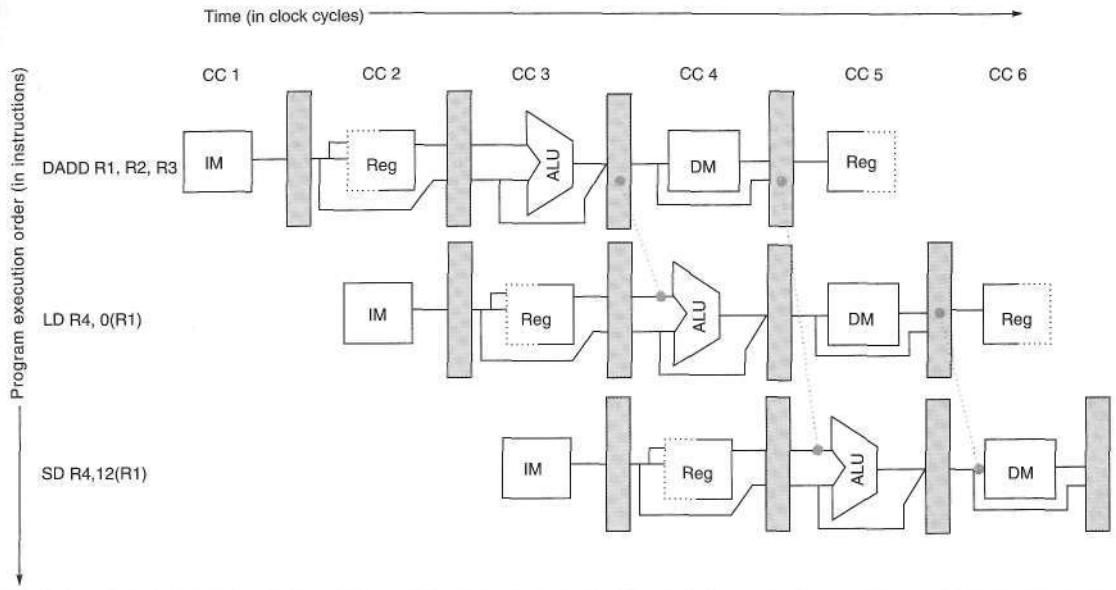 Time (in clock cycles)
CC 1 CC 2 CC 3 CC 4 CC 5 CC 6
Program execution order (in instructions)
DADD R1, R2, R3 IM Reg ALU DM Reg
LD R4, 0(R1) IM Reg ALU DM Reg
SD R4,12(R1) IM Reg ALU DM